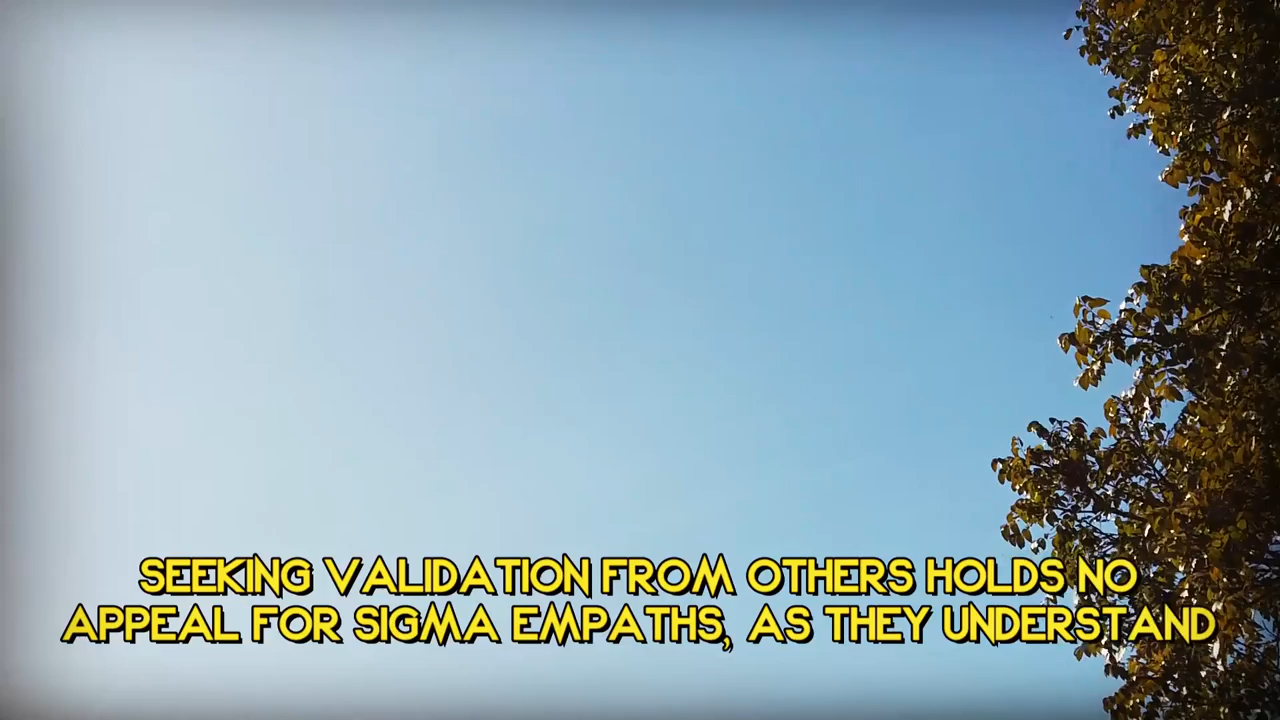 SEEKING VALIDATION FROM OTHERS HOLDS NO
APPEAL FOR SIGMA EMPATHS, AS THEY UNDERSTAND